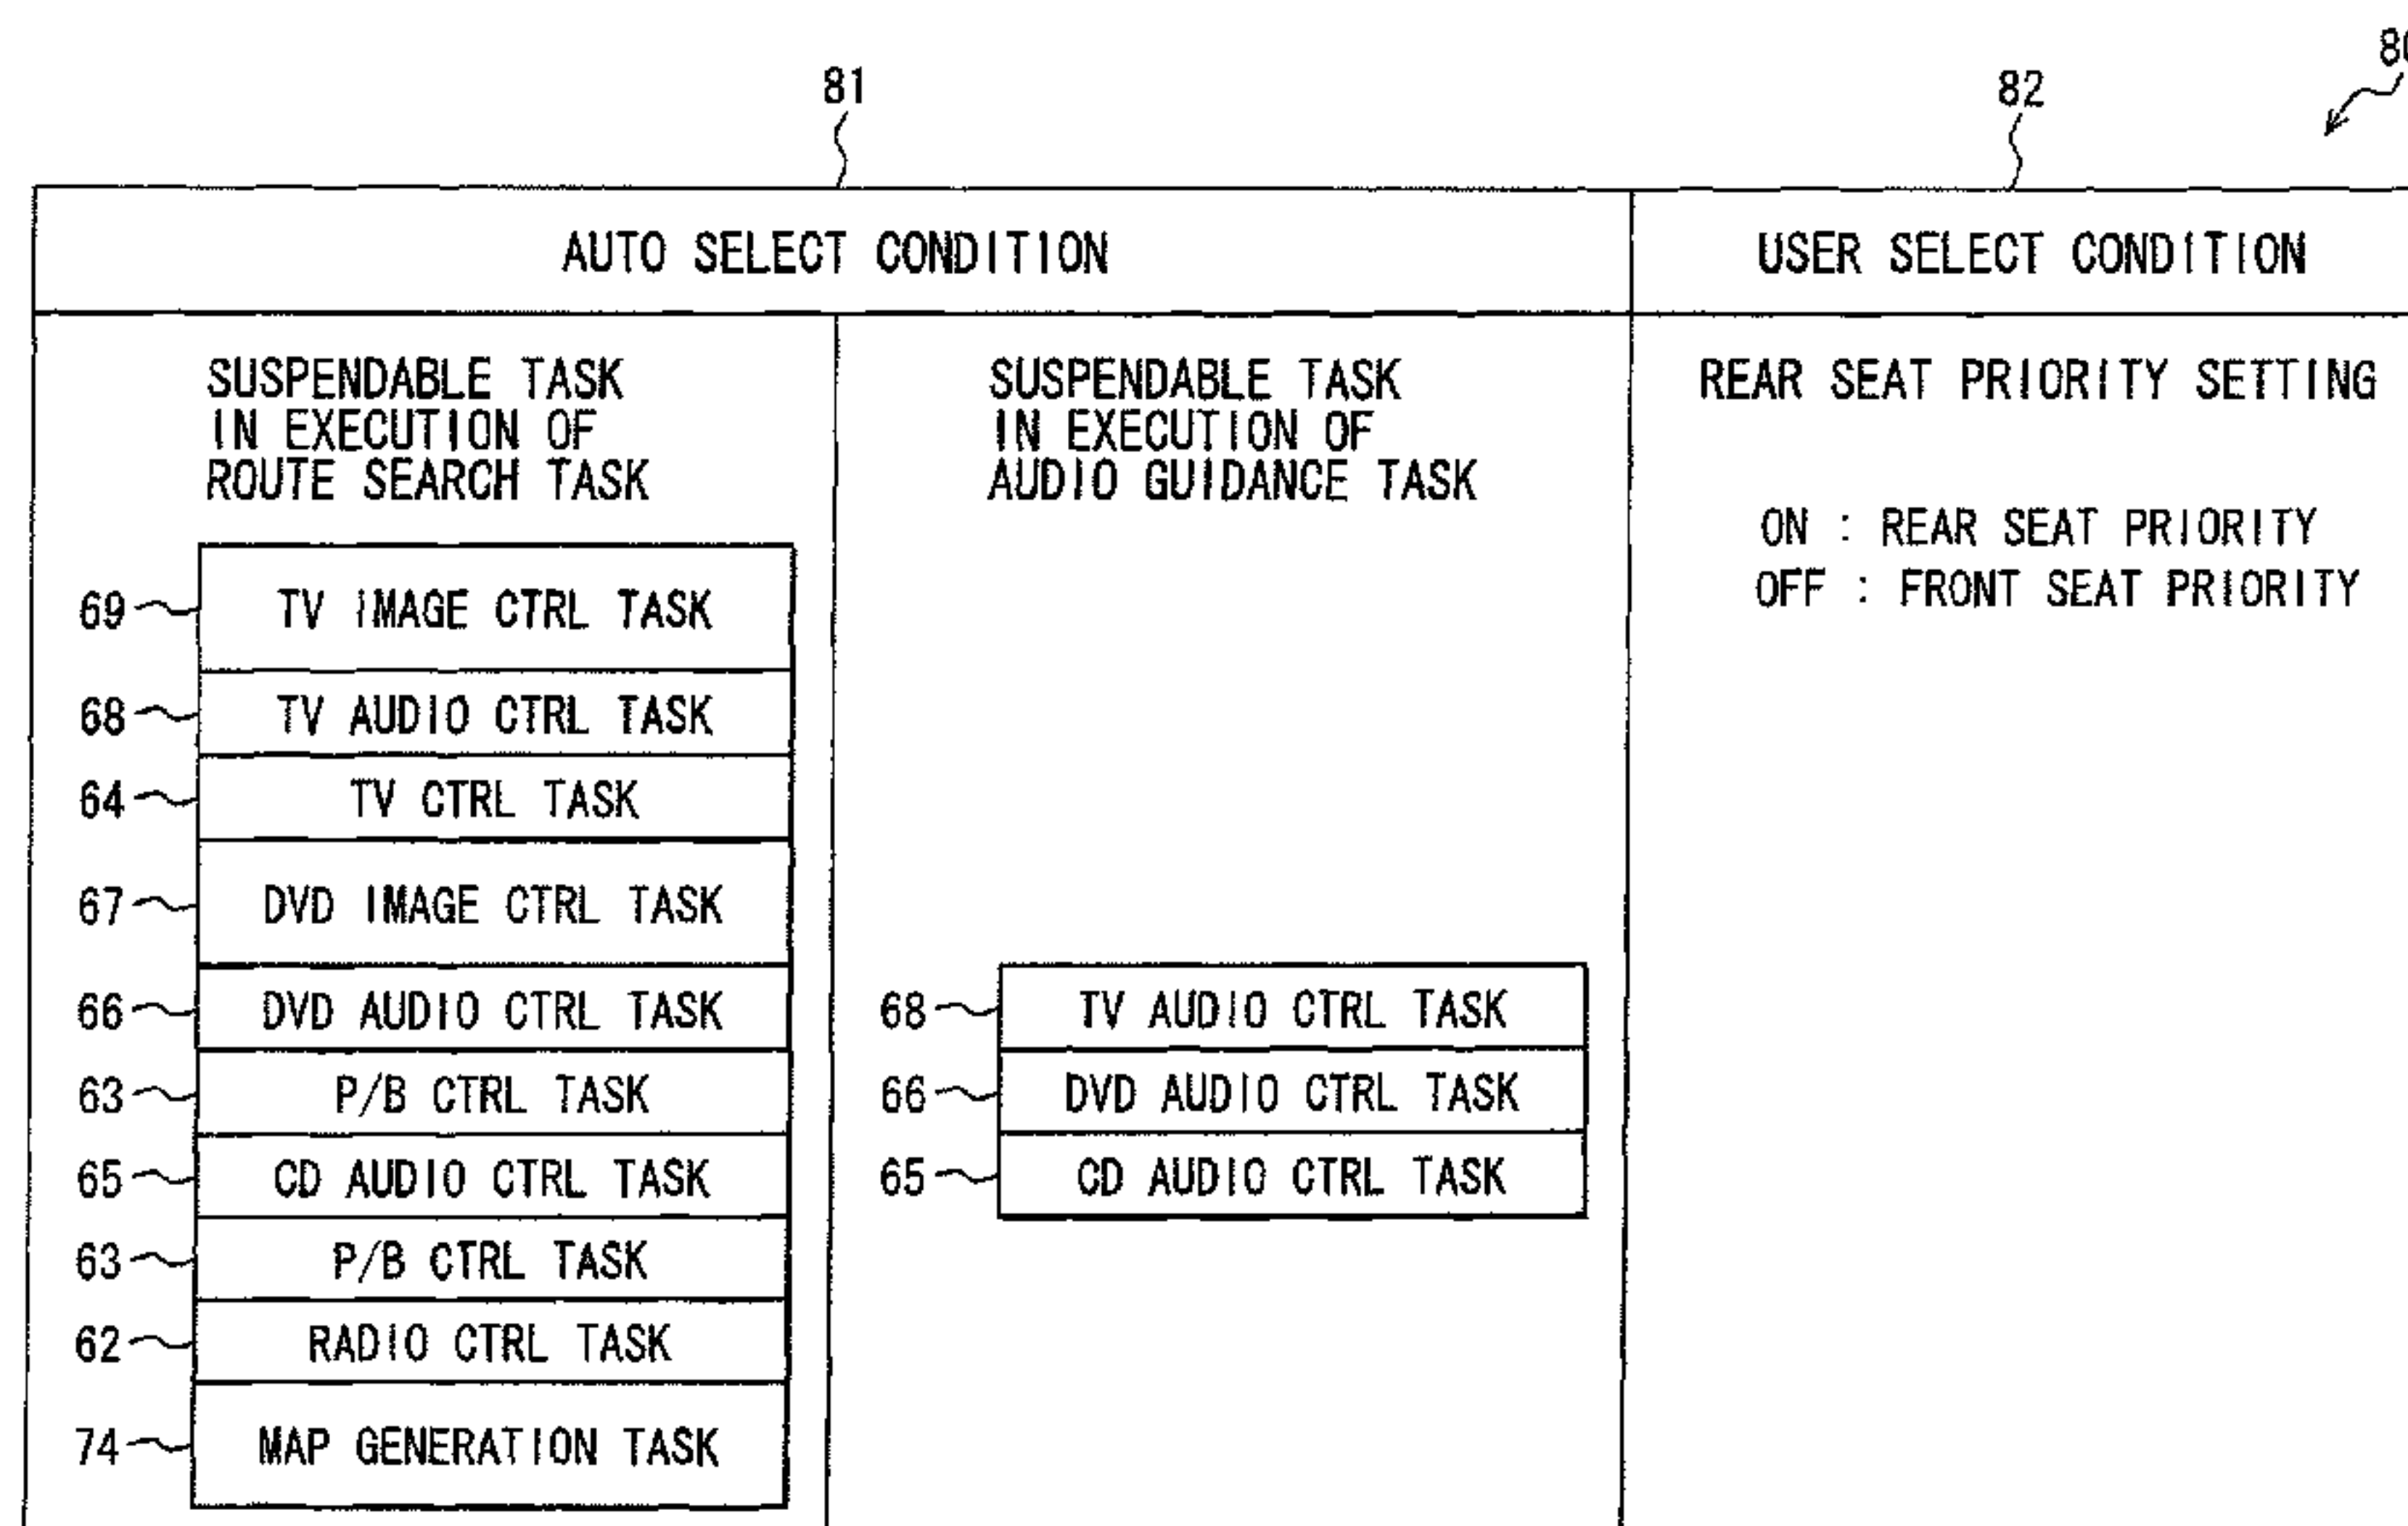 81
82
AUTO SELECT CONDITION
USER SELECT CONDITION
SUSPENDABLE TASK
IN EXECUTION OF
ROUTE SEARCH TASK
69 TV IMAGE CTRL TASK
68 TV AUDIO CTRL TASK
64 TV CTRL TASK
67 DVD IMAGE CTRL TASK
66 DVD AUDIO CTRL TASK
63 P/B CTRL TASK
65 CD AUDIO CTRL TASK
63 P/B CTRL TASK
62 RADIO CTRL TASK
74 MAP GENERATION TASK
SUSPENDABLE TASK
IN EXECUTION OF
AUDIO GUIDANCE TASK
68 TV AUDIO CTRL TASK
66 DVD AUDIO CTRL TASK
65 CD AUDIO CTRL TASK
REAR SEAT PRIORITY SETTING
ON : REAR SEAT PRIORITY
OFF : FRONT SEAT PRIORITY